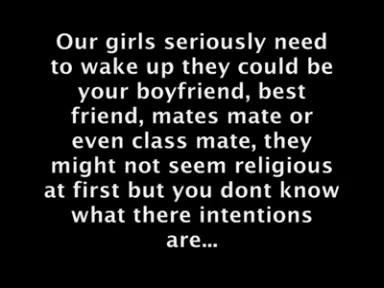 Our girls seriously need
to wake up they could be
your boyfriend, best
friend, mates mate or
even class mate, they
might not seem religious
at first but you dont know
what there intentions
are...